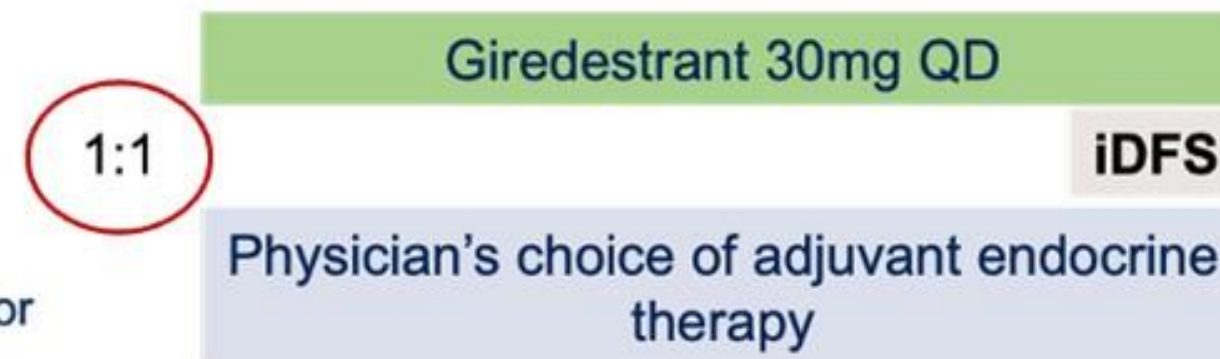 Giredestrant 30mg QD
1:1
iDFS
Physician's choice of adjuvant endocrine
therapy
or